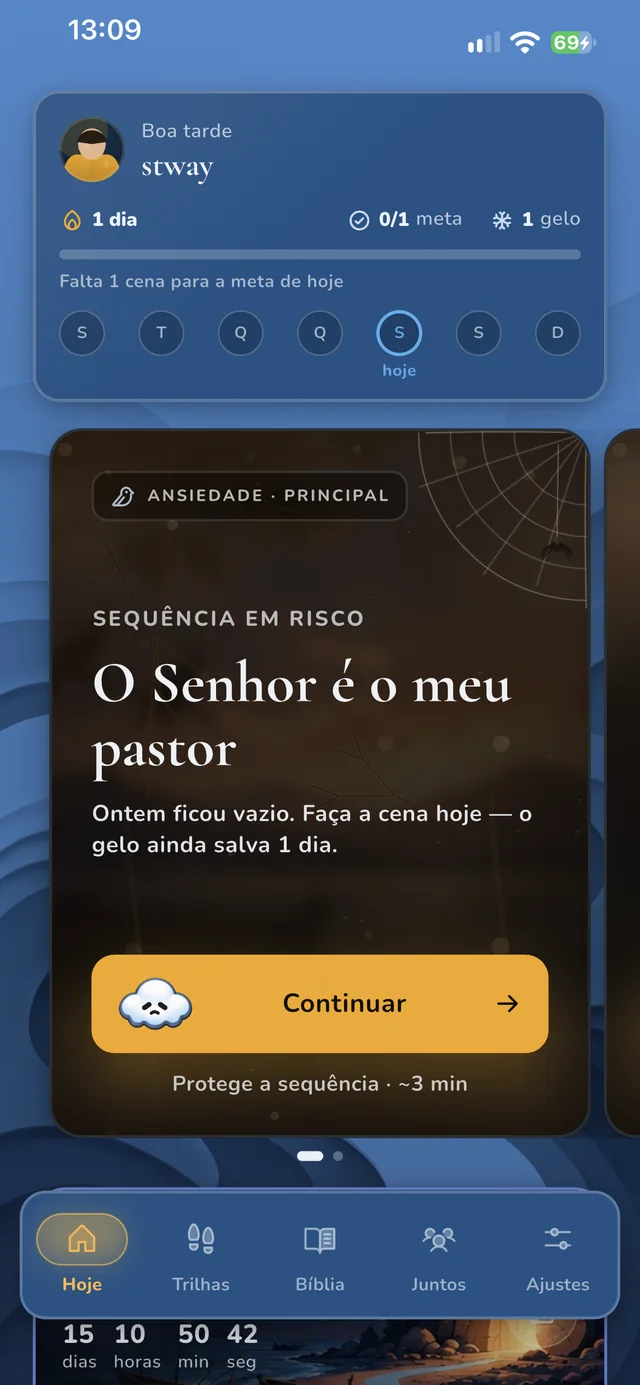 13:09
69
Boa tarde
stway
1 dia
0/1 meta
1 gelo
Falta 1 cena para a meta de hoje
S T Q Q S S D
hoje
ANSIEDADE · PRINCIPAL
SEQUÊNCIA EM RISCO
O Senhor é o meu
pastor
Ontem ficou vazio. Faça a cena hoje — o
gelo ainda salva 1 dia.
Continuar
Protege a sequência · ~3 min
Hoje
Trilhas
Bíblia
Juntos
Ajustes
15 10 50 42
dias horas min seg